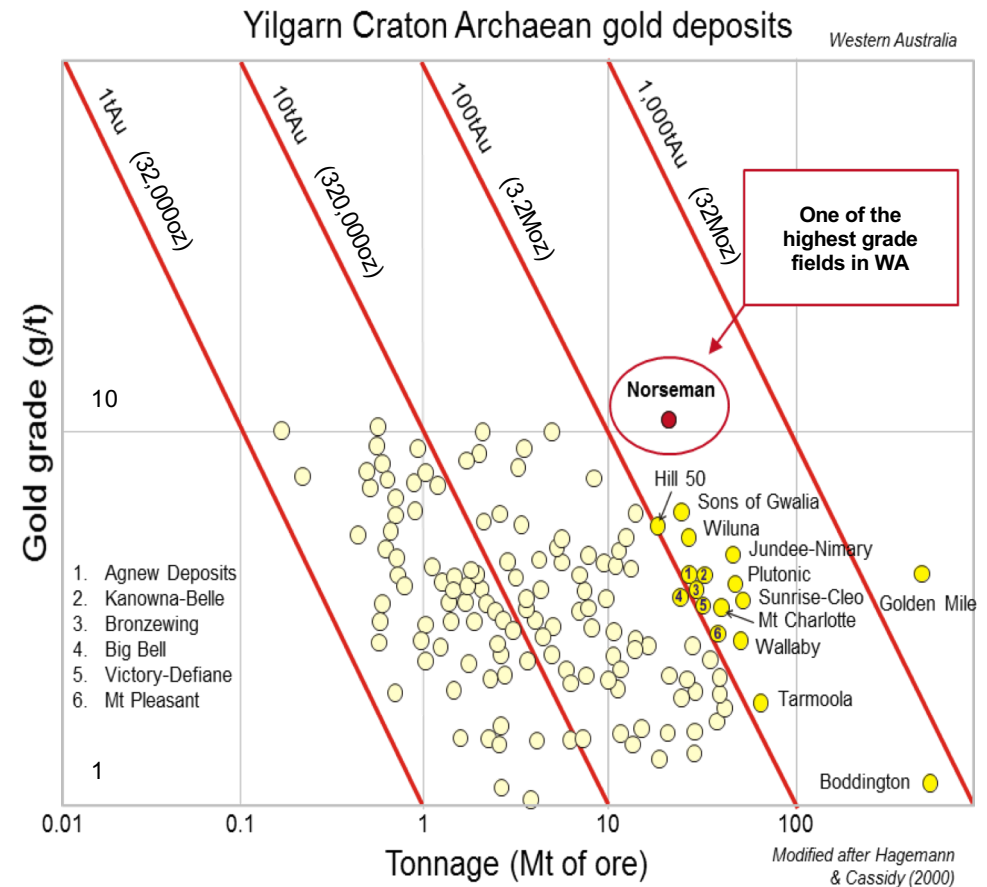 Yilgarn Craton Archaean gold deposits
Western Australia
1tAu (32,000oz)
10tAu (320,000oz)
100tAu (3.2Moz)
1,000tAu (32Moz)
One of the
highest grade
fields in WA
Gold grade (g/t)
10
Norseman
Hill 50
Sons of Gwalia
Wiluna
Jundee-Nimary
1 2
Plutonic
3
4
Sunrise-Cleo
5
Golden Mile
Mt Charlotte
6
Wallaby
1. Agnew Deposits
2. Kanowna-Belle
3. Bronzewing
4. Big Bell
5. Victory-Defiane
6. Mt Pleasant
Tarmoola
1
Boddington
0.01 0.1 1 10 100
Tonnage (Mt of ore)
Modified after Hagemann
& Cassidy (2000)